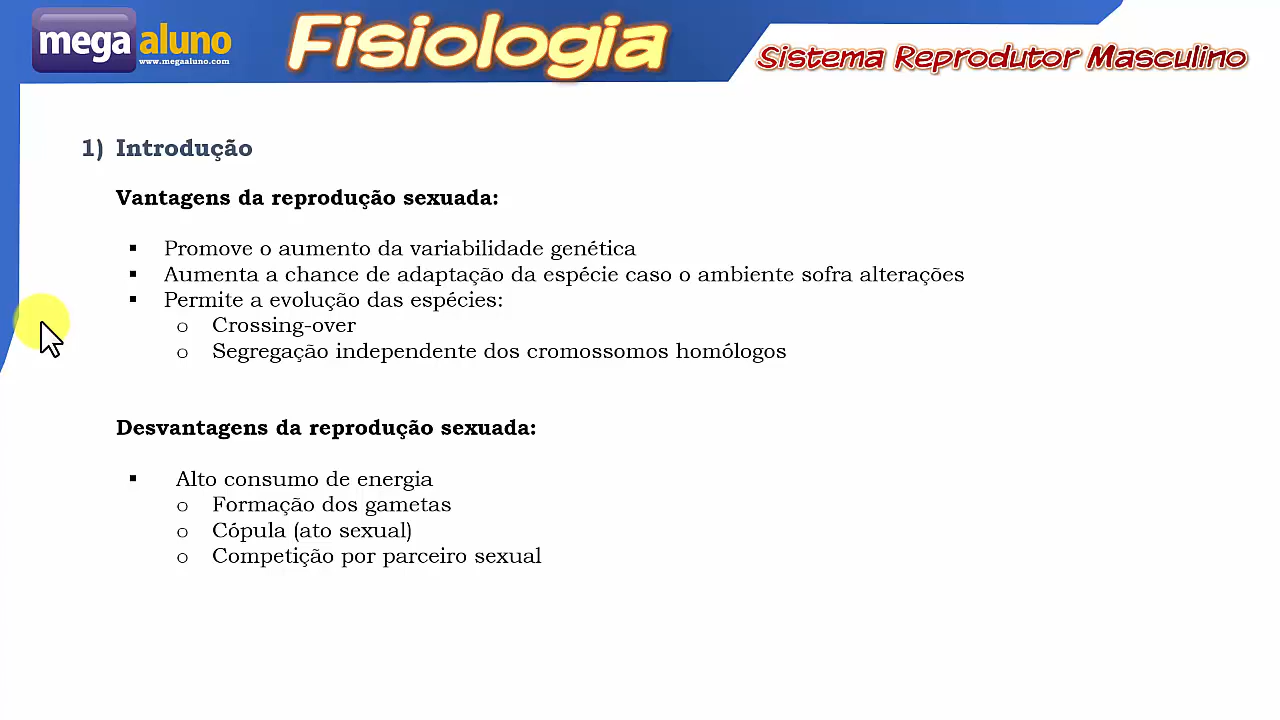 mega aluno
www.megaaluno.com
Fisiologia
Sistema Reprodutor Masculino
1) Introdução
Vantagens da reprodução sexuada:
▪ Promove o aumento da variabilidade genética
▪ Aumenta a chance de adaptação da espécie caso o ambiente sofra alterações
▪ Permite a evolução das espécies:
o Crossing-over
o Segregação independente dos cromossomos homólogos
Desvantagens da reprodução sexuada:
▪ Alto consumo de energia
o Formação dos gametas
o Cópula (ato sexual)
o Competição por parceiro sexual